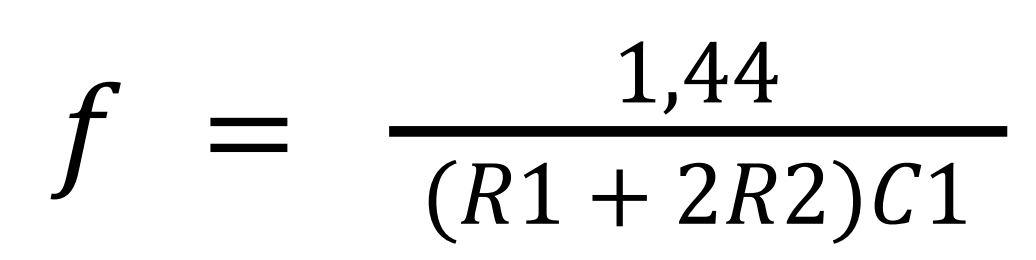 f = 1,44
(R1 + 2R2)C1